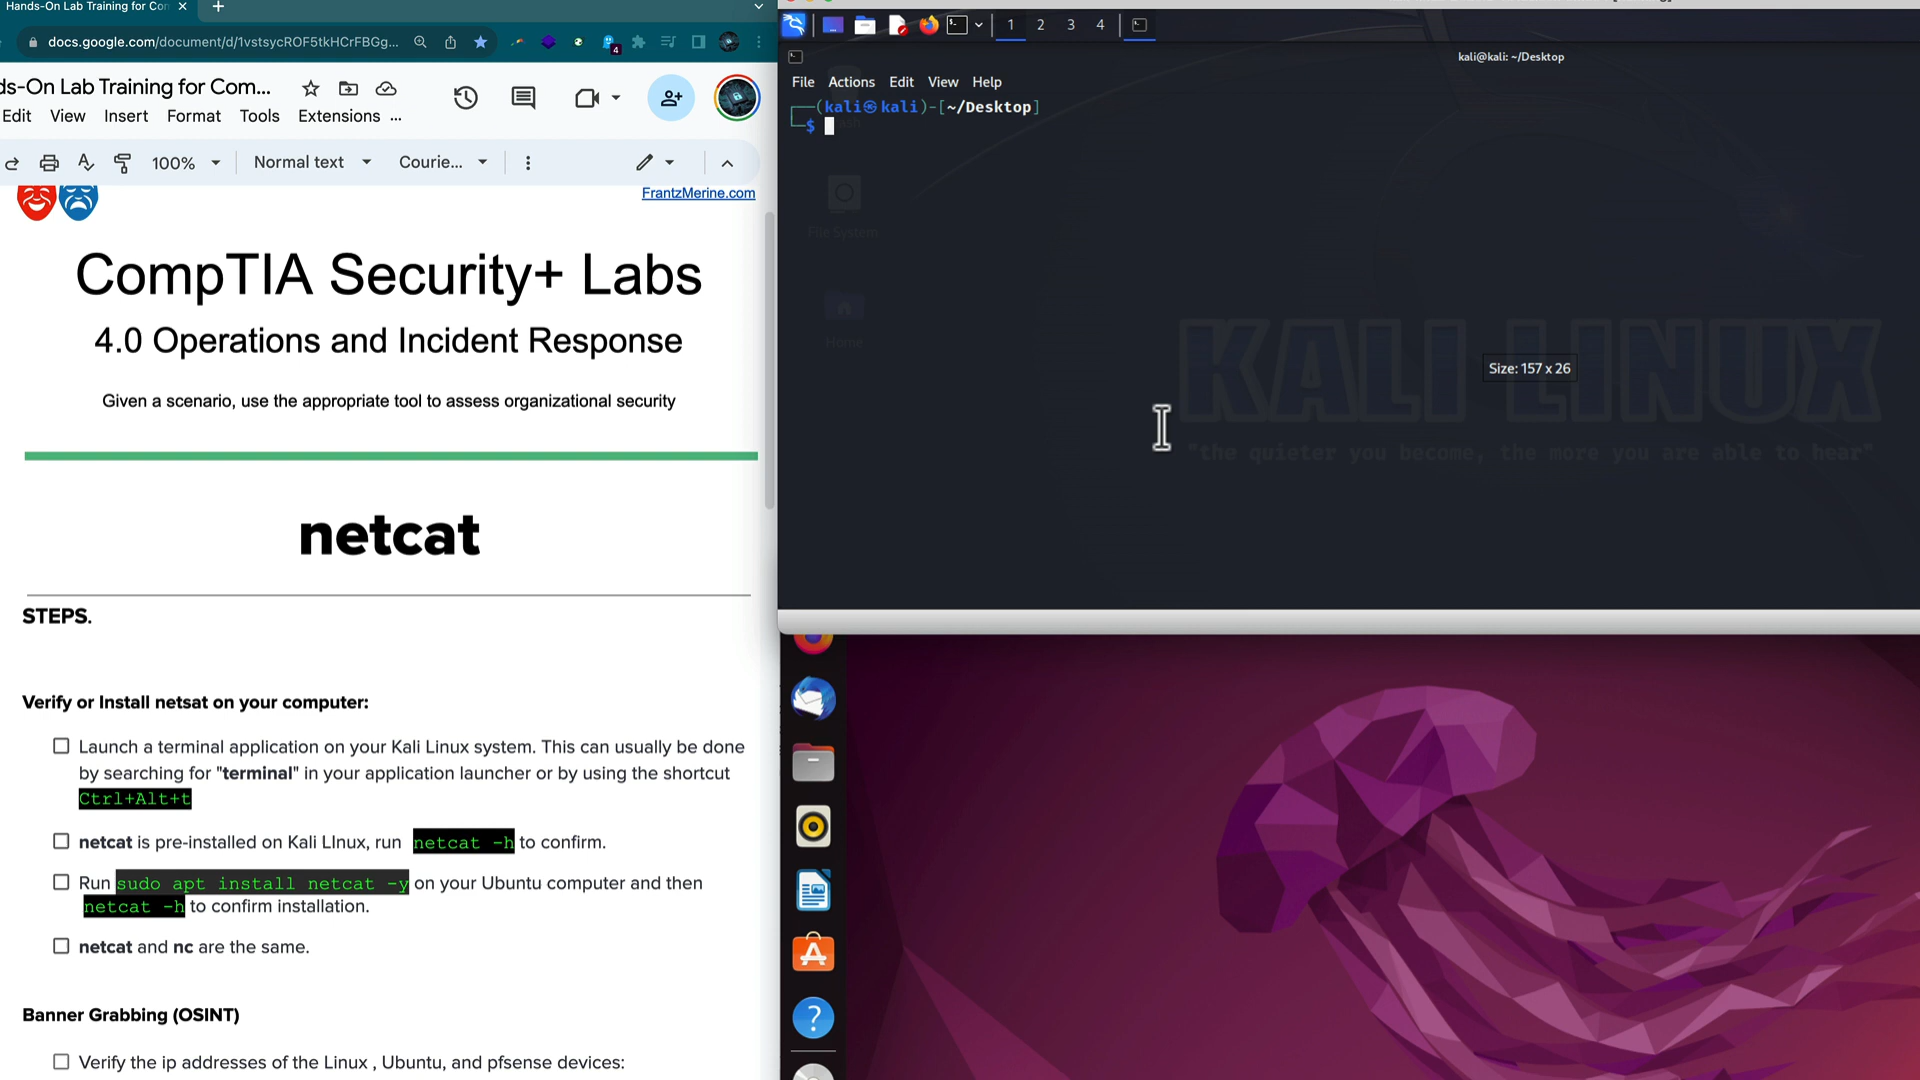 Hands-On Lab Training for Con
docs.google.com/document/d/1vstsycROF5tkHCrFBGg...
4
ds-On Lab Training for Com...
Edit View Insert Format Tools Extensions ...
100% Normal text Courie...
FrantzMerine.com
CompTIA Security+ Labs
4.0 Operations and Incident Response
Given a scenario, use the appropriate tool to assess organizational security
netcat
STEPS.
Verify or Install netsat on your computer:
Launch a terminal application on your Kali Linux system. This can usually be done
by searching for "terminal" in your application launcher or by using the shortcut
Ctrl+Alt+t
netcat is pre-installed on Kali LInux, run netcat -h to confirm.
Run sudo apt install netcat -y on your Ubuntu computer and then
netcat -h to confirm installation.
netcat and nc are the same.
Banner Grabbing (OSINT)
Verify the ip addresses of the Linux , Ubuntu, and pfsense devices:
1 2 3 4
kali@kali: ~/Desktop
File Actions Edit View Help
(kali㉿kali)-[~/Desktop]
$
File System
Home
KALI LINUX
"the quieter you become, the more you are able to hear"
Size: 157 x 26